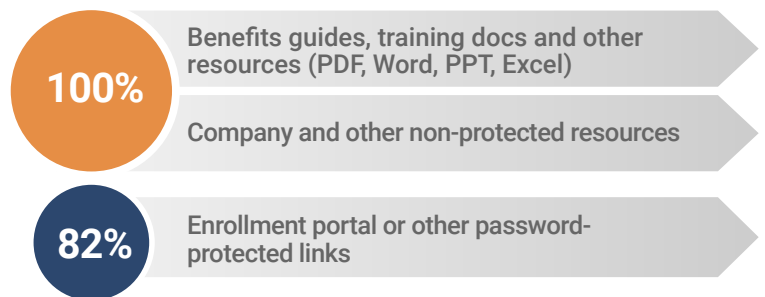 100%
Benefits guides, training docs and other
resources (PDF, Word, PPT, Excel)
Company and other non-protected resources
82%
Enrollment portal or other password-
protected links